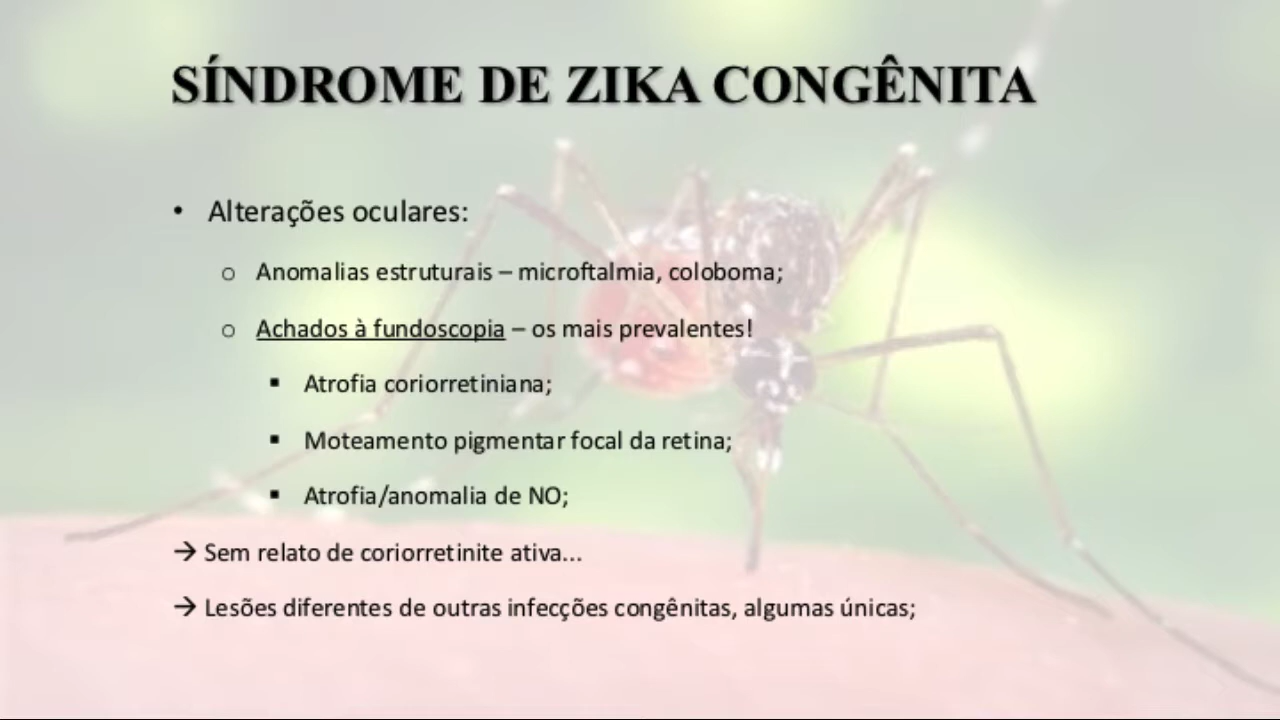 SÍNDROME DE ZIKA CONGÊNITA
• Alterações oculares:
o Anomalias estruturais – microftalmia, coloboma;
o Achados à fundoscopia – os mais prevalentes!
▪ Atrofia coriorretiniana;
▪ Moteamento pigmentar focal da retina;
▪ Atrofia/anomalia de NO;
→ Sem relato de coriorretinite ativa...
→ Lesões diferentes de outras infecções congênitas, algumas únicas;